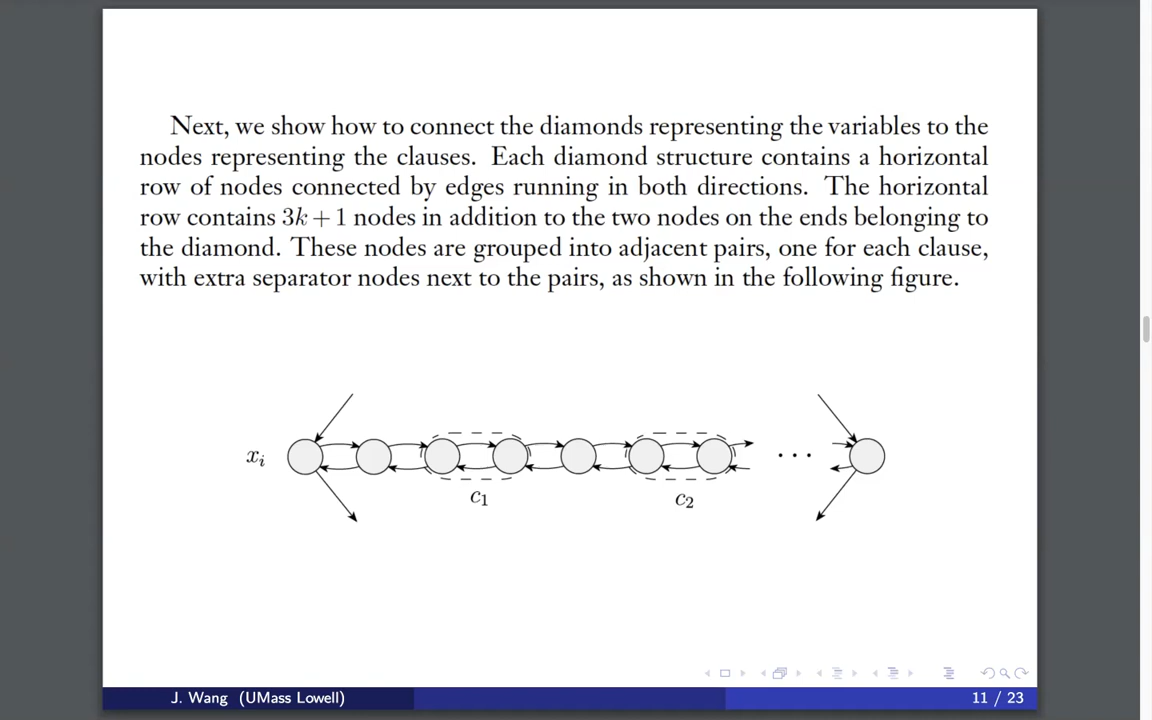 Next, we show how to connect the diamonds representing the variables to the
nodes representing the clauses. Each diamond structure contains a horizontal
row of nodes connected by edges running in both directions. The horizontal
row contains 3k + 1 nodes in addition to the two nodes on the ends belonging to
the diamond. These nodes are grouped into adjacent pairs, one for each clause,
with extra separator nodes next to the pairs, as shown in the following figure.
xᵢ
· · ·
c₁
c₂
J. Wang (UMass Lowell)
11 / 23